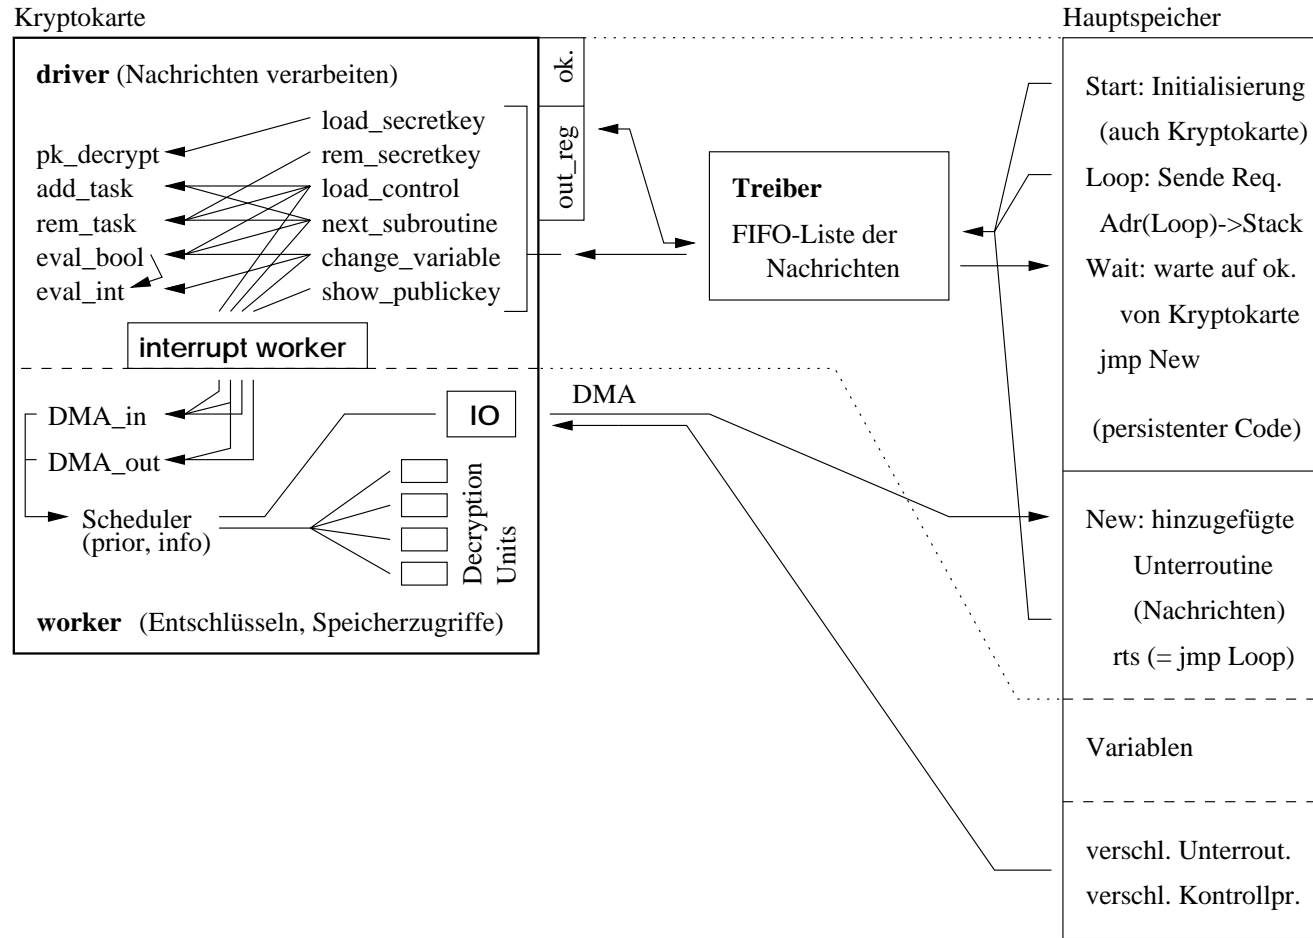 Kryptokarte
driver (Nachrichten verarbeiten)
load_secretkey
pk_decrypt
rem_secretkey
add_task
load_control
rem_task
next_subroutine
eval_bool
change_variable
eval_int
show_publickey
interrupt worker
ok.
out_reg
DMA_in
DMA_out
IO
Scheduler
(prior, info)
Decryption
Units
worker (Entschlüsseln, Speicherzugriffe)
DMA
Treiber
FIFO-Liste der
Nachrichten
Hauptspeicher
Start: Initialisierung
(auch Kryptokarte)
Loop: Sende Req.
Adr(Loop)->Stack
Wait: warte auf ok.
von Kryptokarte
jmp New
(persistenter Code)
New: hinzugefügte
Unterroutine
(Nachrichten)
rts (= jmp Loop)
Variablen
verschl. Unterrout.
verschl. Kontrollpr.